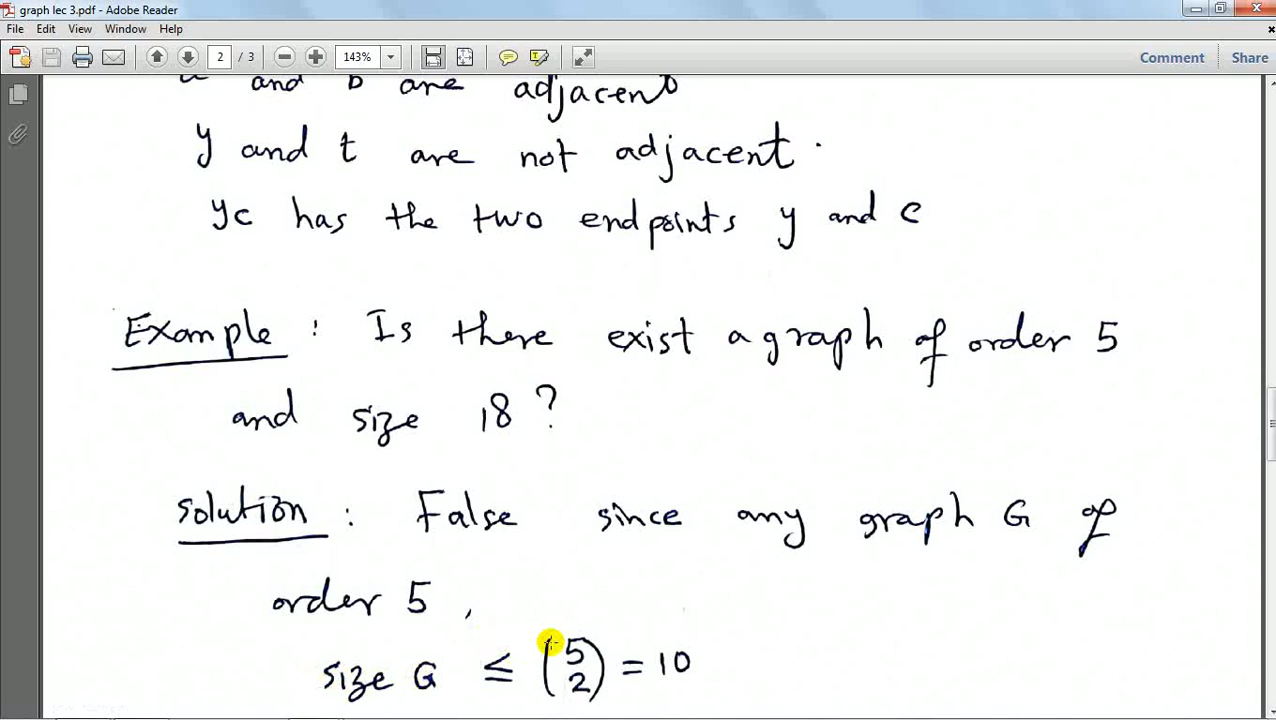 graph lec 3.pdf - Adobe Reader
File Edit View Window Help
2 / 3 143% Comment Share
and b are adjacent
y and t are not adjacent.
yc has the two endpoints y and c
Example : Is there exist a graph of order 5
and size 18 ?
solution : False since any graph G of
order 5 ,
size G ≤ (5 2) = 10